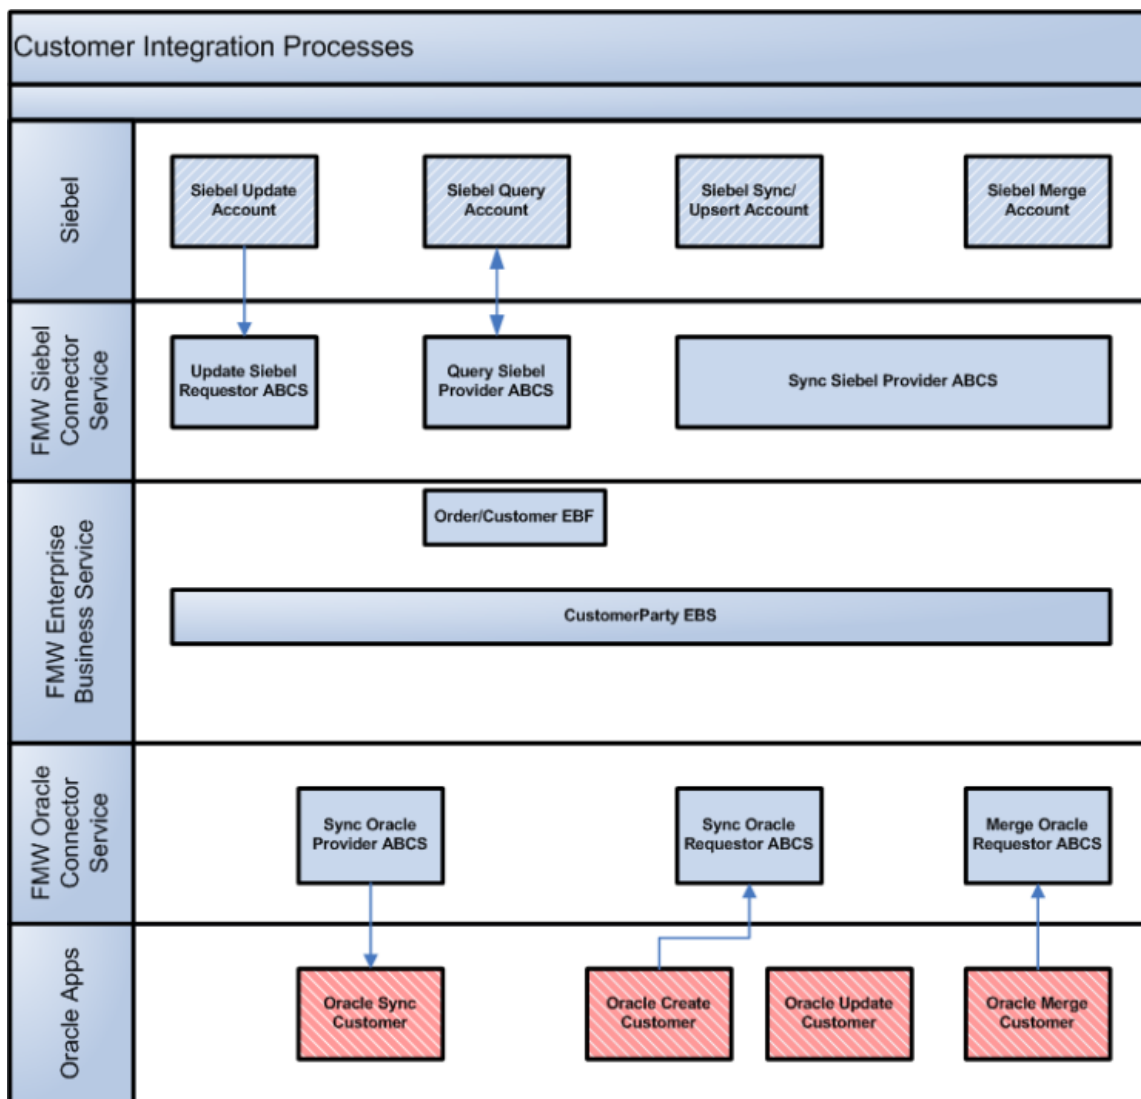 Customer Integration Processes
Siebel
Siebel Update
Account
Siebel Query
Account
Siebel Sync/
Upsert Account
Siebel Merge
Account
FMW Siebel
Connector
Service
Update Siebel
Requestor ABCS
Query Siebel
Provider ABCS
Sync Siebel Provider ABCS
FMW Enterprise
Business Service
Order/Customer EBF
CustomerParty EBS
FMW Oracle
Connector
Service
Sync Oracle
Provider ABCS
Sync Oracle
Requestor ABCS
Merge Oracle
Requestor ABCS
Oracle Apps
Oracle Sync
Customer
Oracle Create
Customer
Oracle Update
Customer
Oracle Merge
Customer